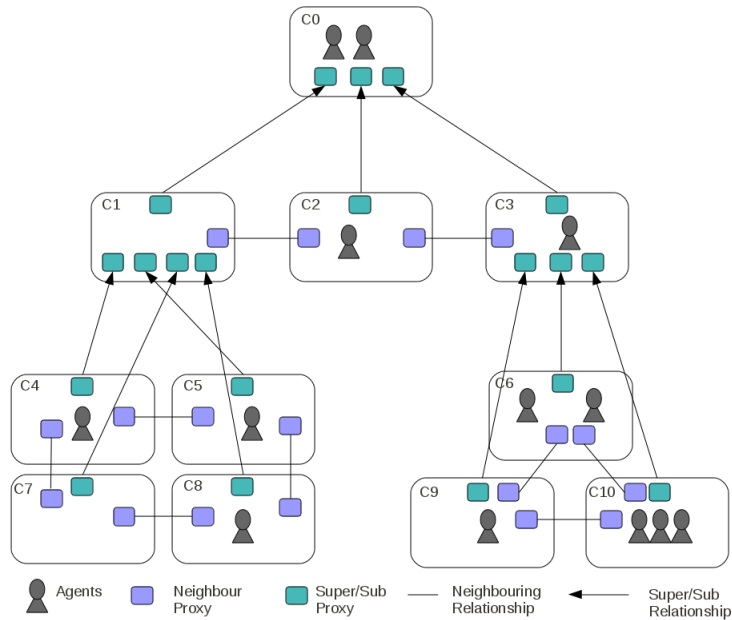 C0
C1
C2
C3
C4
C5
C6
C7
C8
C9
C10
Agents
Neighbour
Proxy
Super/Sub
Proxy
Neighbouring
Relationship
Super/Sub
Relationship